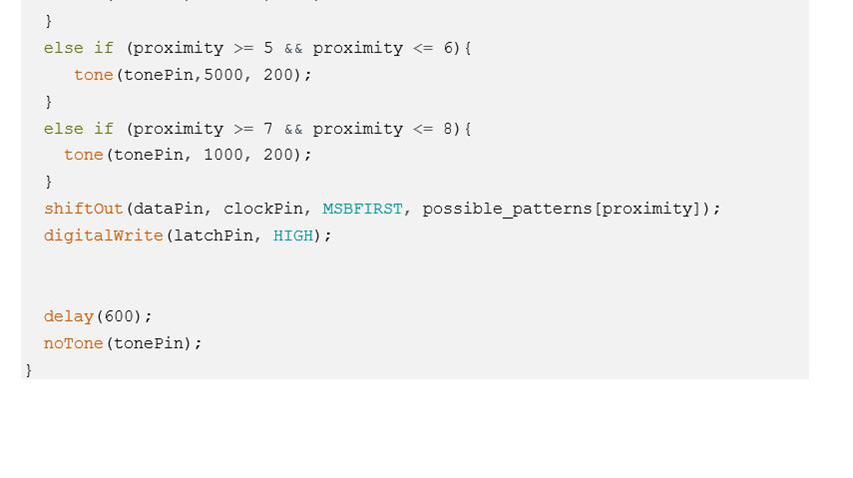 }
else if (proximity >= 5 && proximity <= 6){
tone(tonePin,5000, 200);
}
else if (proximity >= 7 && proximity <= 8){
tone(tonePin, 1000, 200);
}
shiftOut(dataPin, clockPin, MSBFIRST, possible_patterns[proximity]);
digitalWrite(latchPin, HIGH);
delay(600);
noTone(tonePin);
}